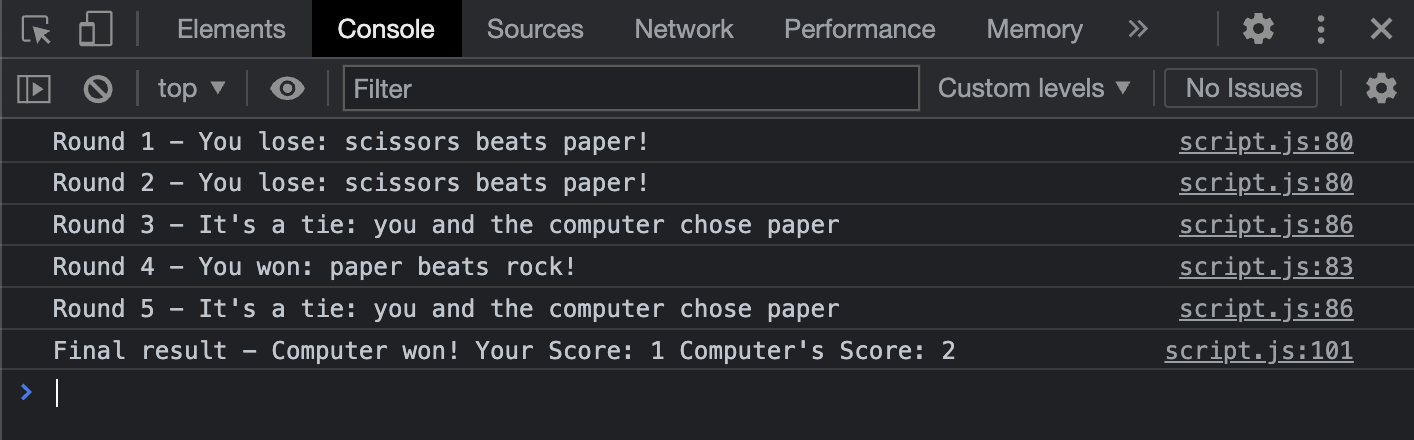 Elements Console Sources Network Performance Memory »
top ▼ Filter Custom levels ▼ No Issues
Round 1 – You lose: scissors beats paper! script.js:80
Round 2 – You lose: scissors beats paper! script.js:80
Round 3 – It's a tie: you and the computer chose paper script.js:86
Round 4 – You won: paper beats rock! script.js:83
Round 5 – It's a tie: you and the computer chose paper script.js:86
Final result – Computer won! Your Score: 1 Computer's Score: 2 script.js:101